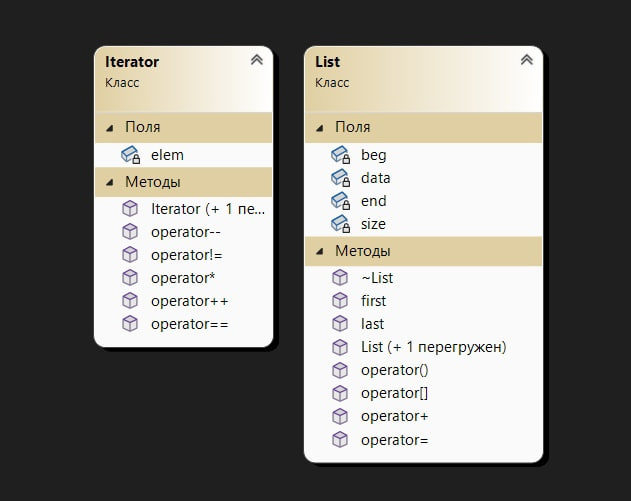 Iterator
Класс
Поля
elem
Методы
Iterator (+ 1 пе...
operator--
operator!=
operator*
operator++
operator==
List
Класс
Поля
beg
data
end
size
Методы
~List
first
last
List (+ 1 перегружен)
operator()
operator[]
operator+
operator=